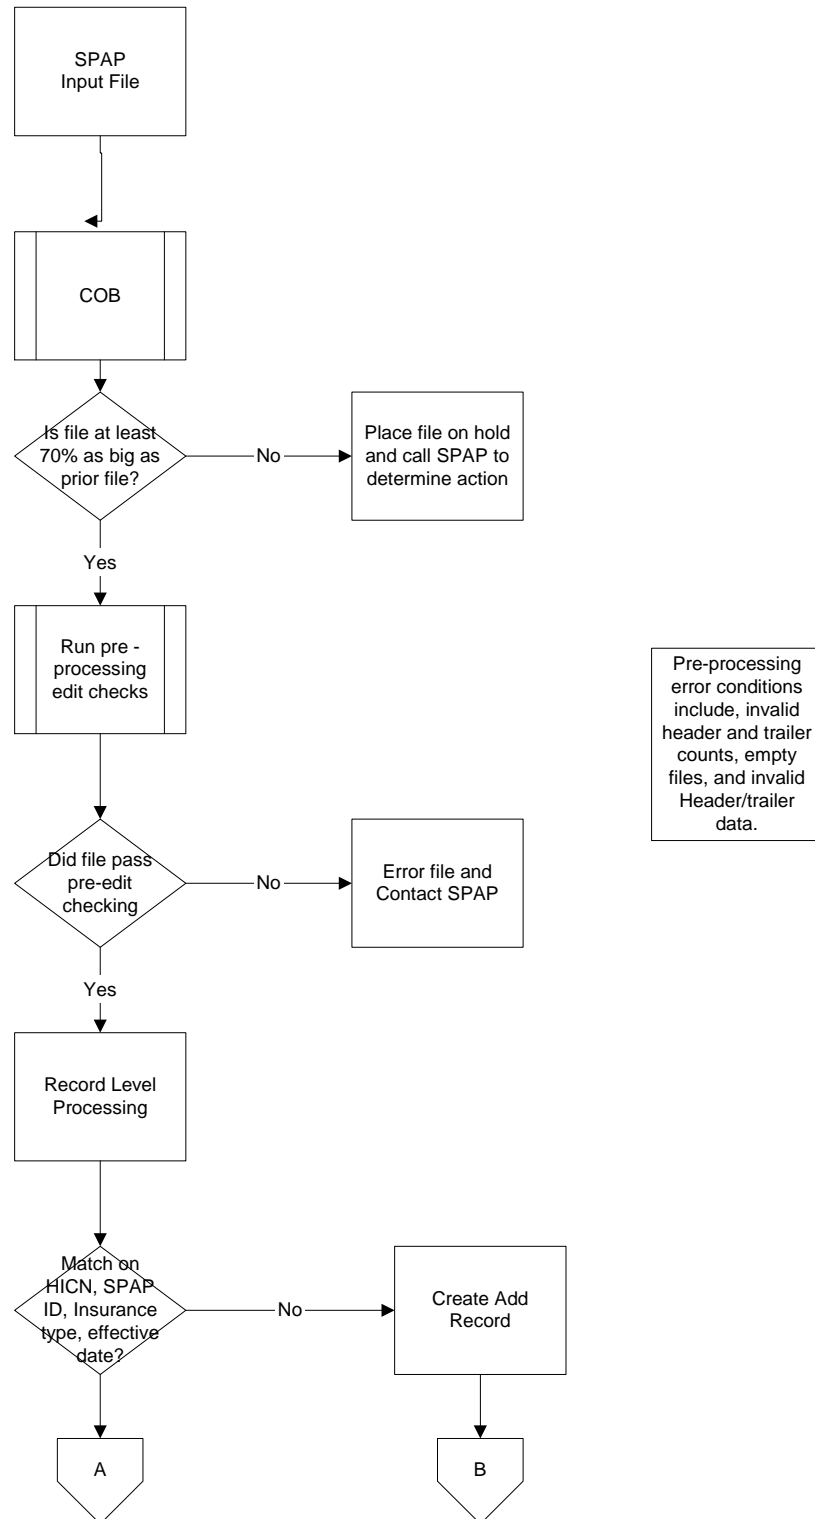 SPAP
Input File
COB
Is file at least
70% as big as
prior file?
No
Place file on hold
and call SPAP to
determine action
Yes
Run pre -
processing
edit checks
Pre-processing
error conditions
include, invalid
header and trailer
counts, empty
files, and invalid
Header/trailer
data.
Did file pass
pre-edit
checking
No
Error file and
Contact SPAP
Yes
Record Level
Processing
Match on
HICN, SPAP
ID, Insurance
type, effective
date?
No
Create Add
Record
A
B